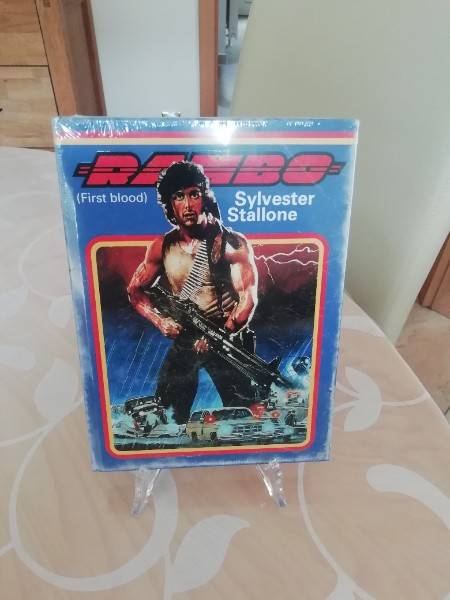 RAMBO
(First blood)
Sylvester
Stallone